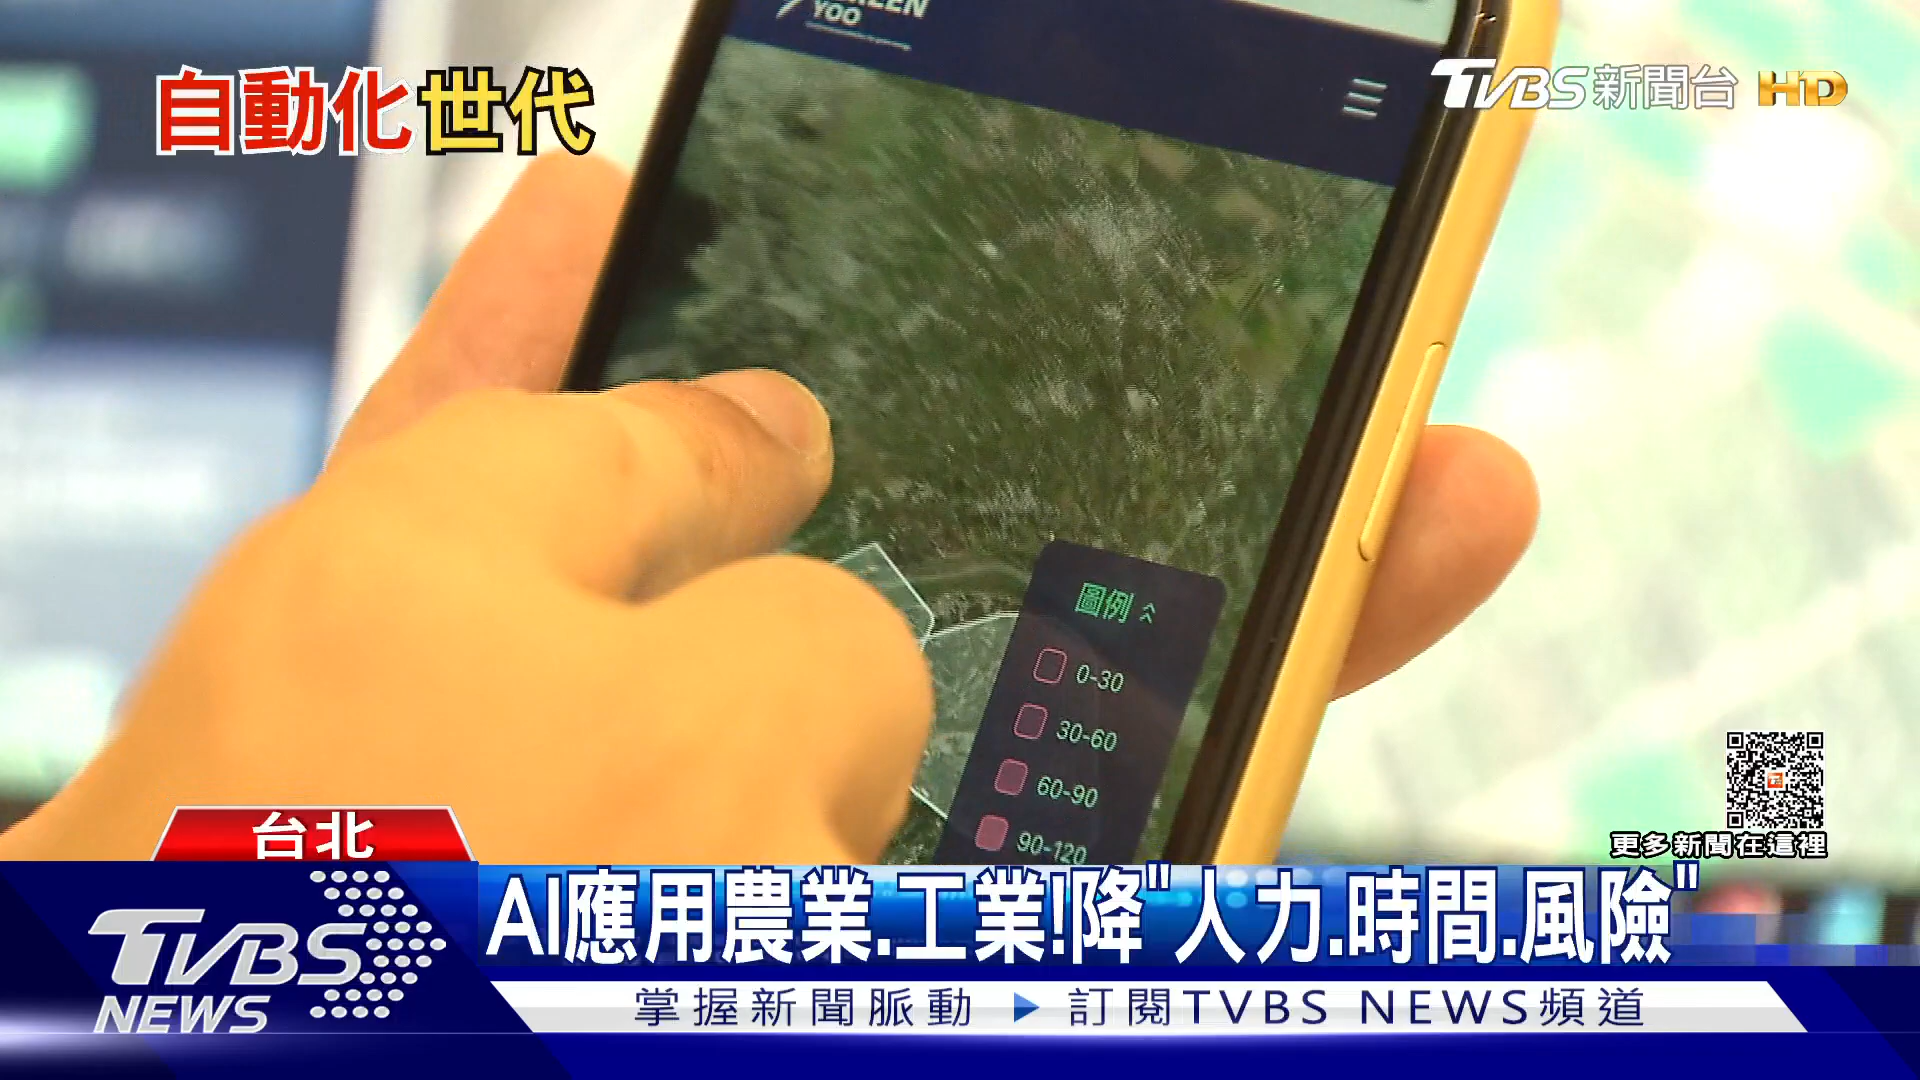 YOO
自動化世代
TVBS新聞台 HD
圖例
0-30
30-60
60-90
90-120
更多新聞在這裡
台北
AI應用農業.工業!降"人力.時間.風險"
TVBS
NEWS
掌握新聞脈動 ▶ 訂閱TVBS NEWS頻道